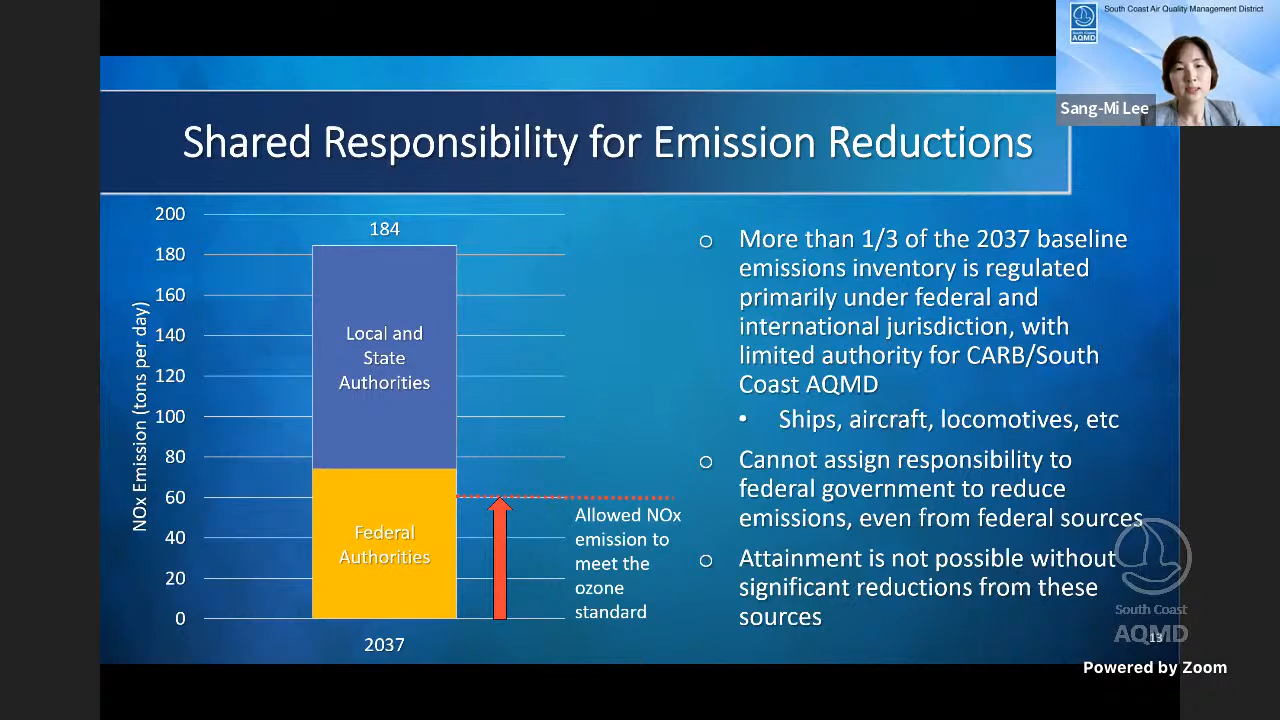 South Coast Air Quality Management District
South Coast
AQMD
Sang-Mi Lee
Shared Responsibility for Emission Reductions
NOx Emission (tons per day)
200
180
160
140
120
100
80
60
40
20
0
184
Local and
State
Authorities
Federal
Authorities
2037
Allowed NOx
emission to
meet the
ozone
standard
o More than 1/3 of the 2037 baseline
emissions inventory is regulated
primarily under federal and
international jurisdiction, with
limited authority for CARB/South
Coast AQMD
• Ships, aircraft, locomotives, etc
o Cannot assign responsibility to
federal government to reduce
emissions, even from federal sources
o Attainment is not possible without
significant reductions from these
sources
South Coast
AQMD
13
Powered by Zoom